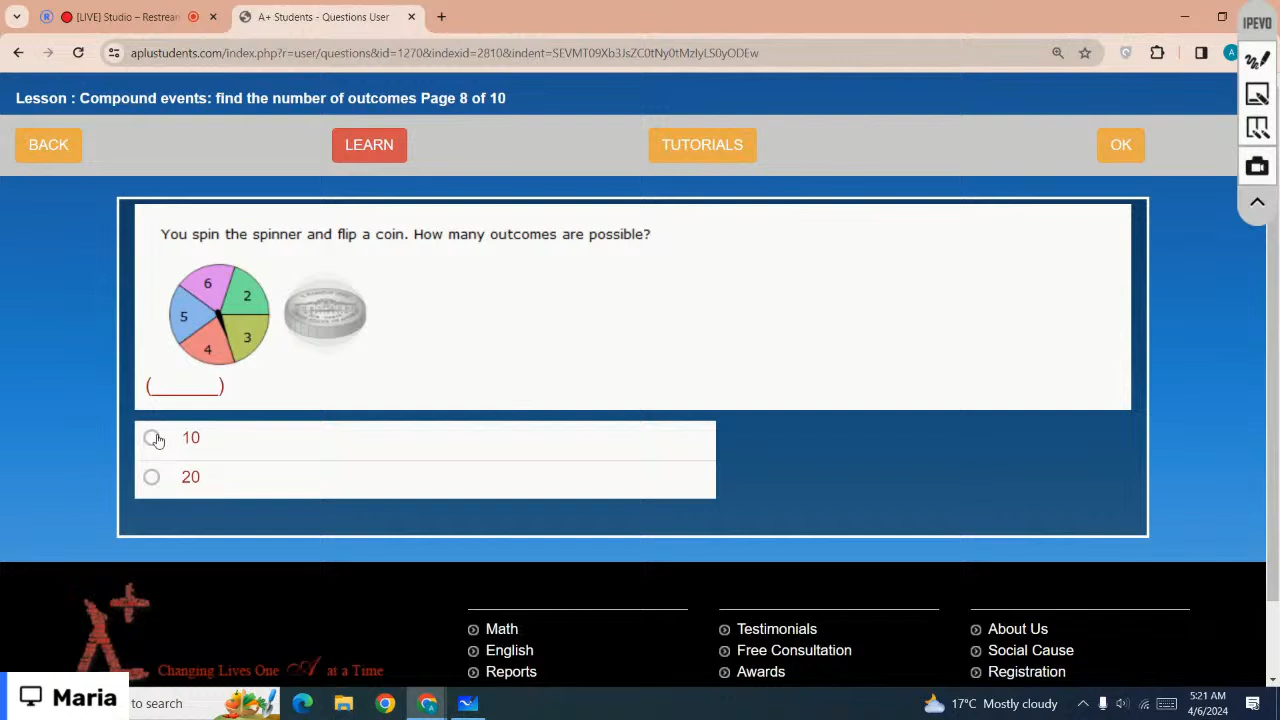 [LIVE] Studio – Restream
A+ Students - Questions User
aplustudents.com/index.php?r=user/questions&id=1270&indexid=2810&indent=SEVMT09Xb3JsZC0tNy0tMzIyLS0yODEw
IPEVO
Lesson : Compound events: find the number of outcomes Page 8 of 10
BACK
LEARN
TUTORIALS
OK
You spin the spinner and flip a coin. How many outcomes are possible?
6
2
5
3
4
(_______)
10
20
A+
Changing Lives One A at a Time
Math
English
Reports
Testimonials
Free Consultation
Awards
About Us
Social Cause
Registration
Maria
to search
17°C Mostly cloudy
5:21 AM
4/6/2024